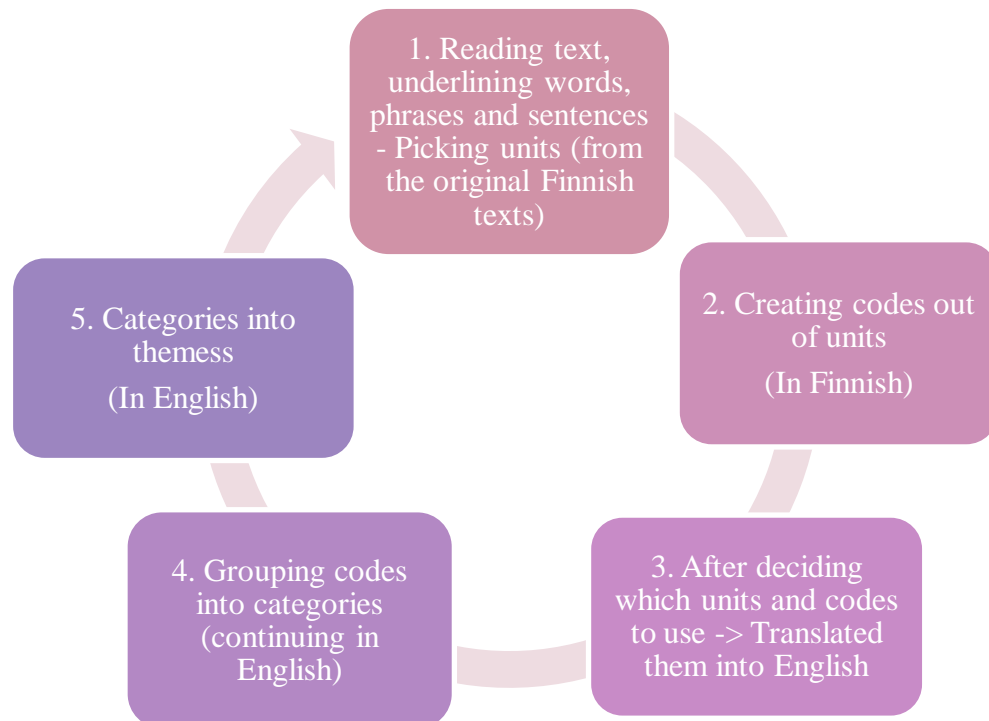 1. Reading text,
underlining words,
phrases and sentences
- Picking units (from
the original Finnish
texts)
2. Creating codes out
of units
(In Finnish)
3. After deciding
which units and codes
to use -> Translated
them into English
4. Grouping codes
into categories
(continuing in
English)
5. Categories into
themess
(In English)